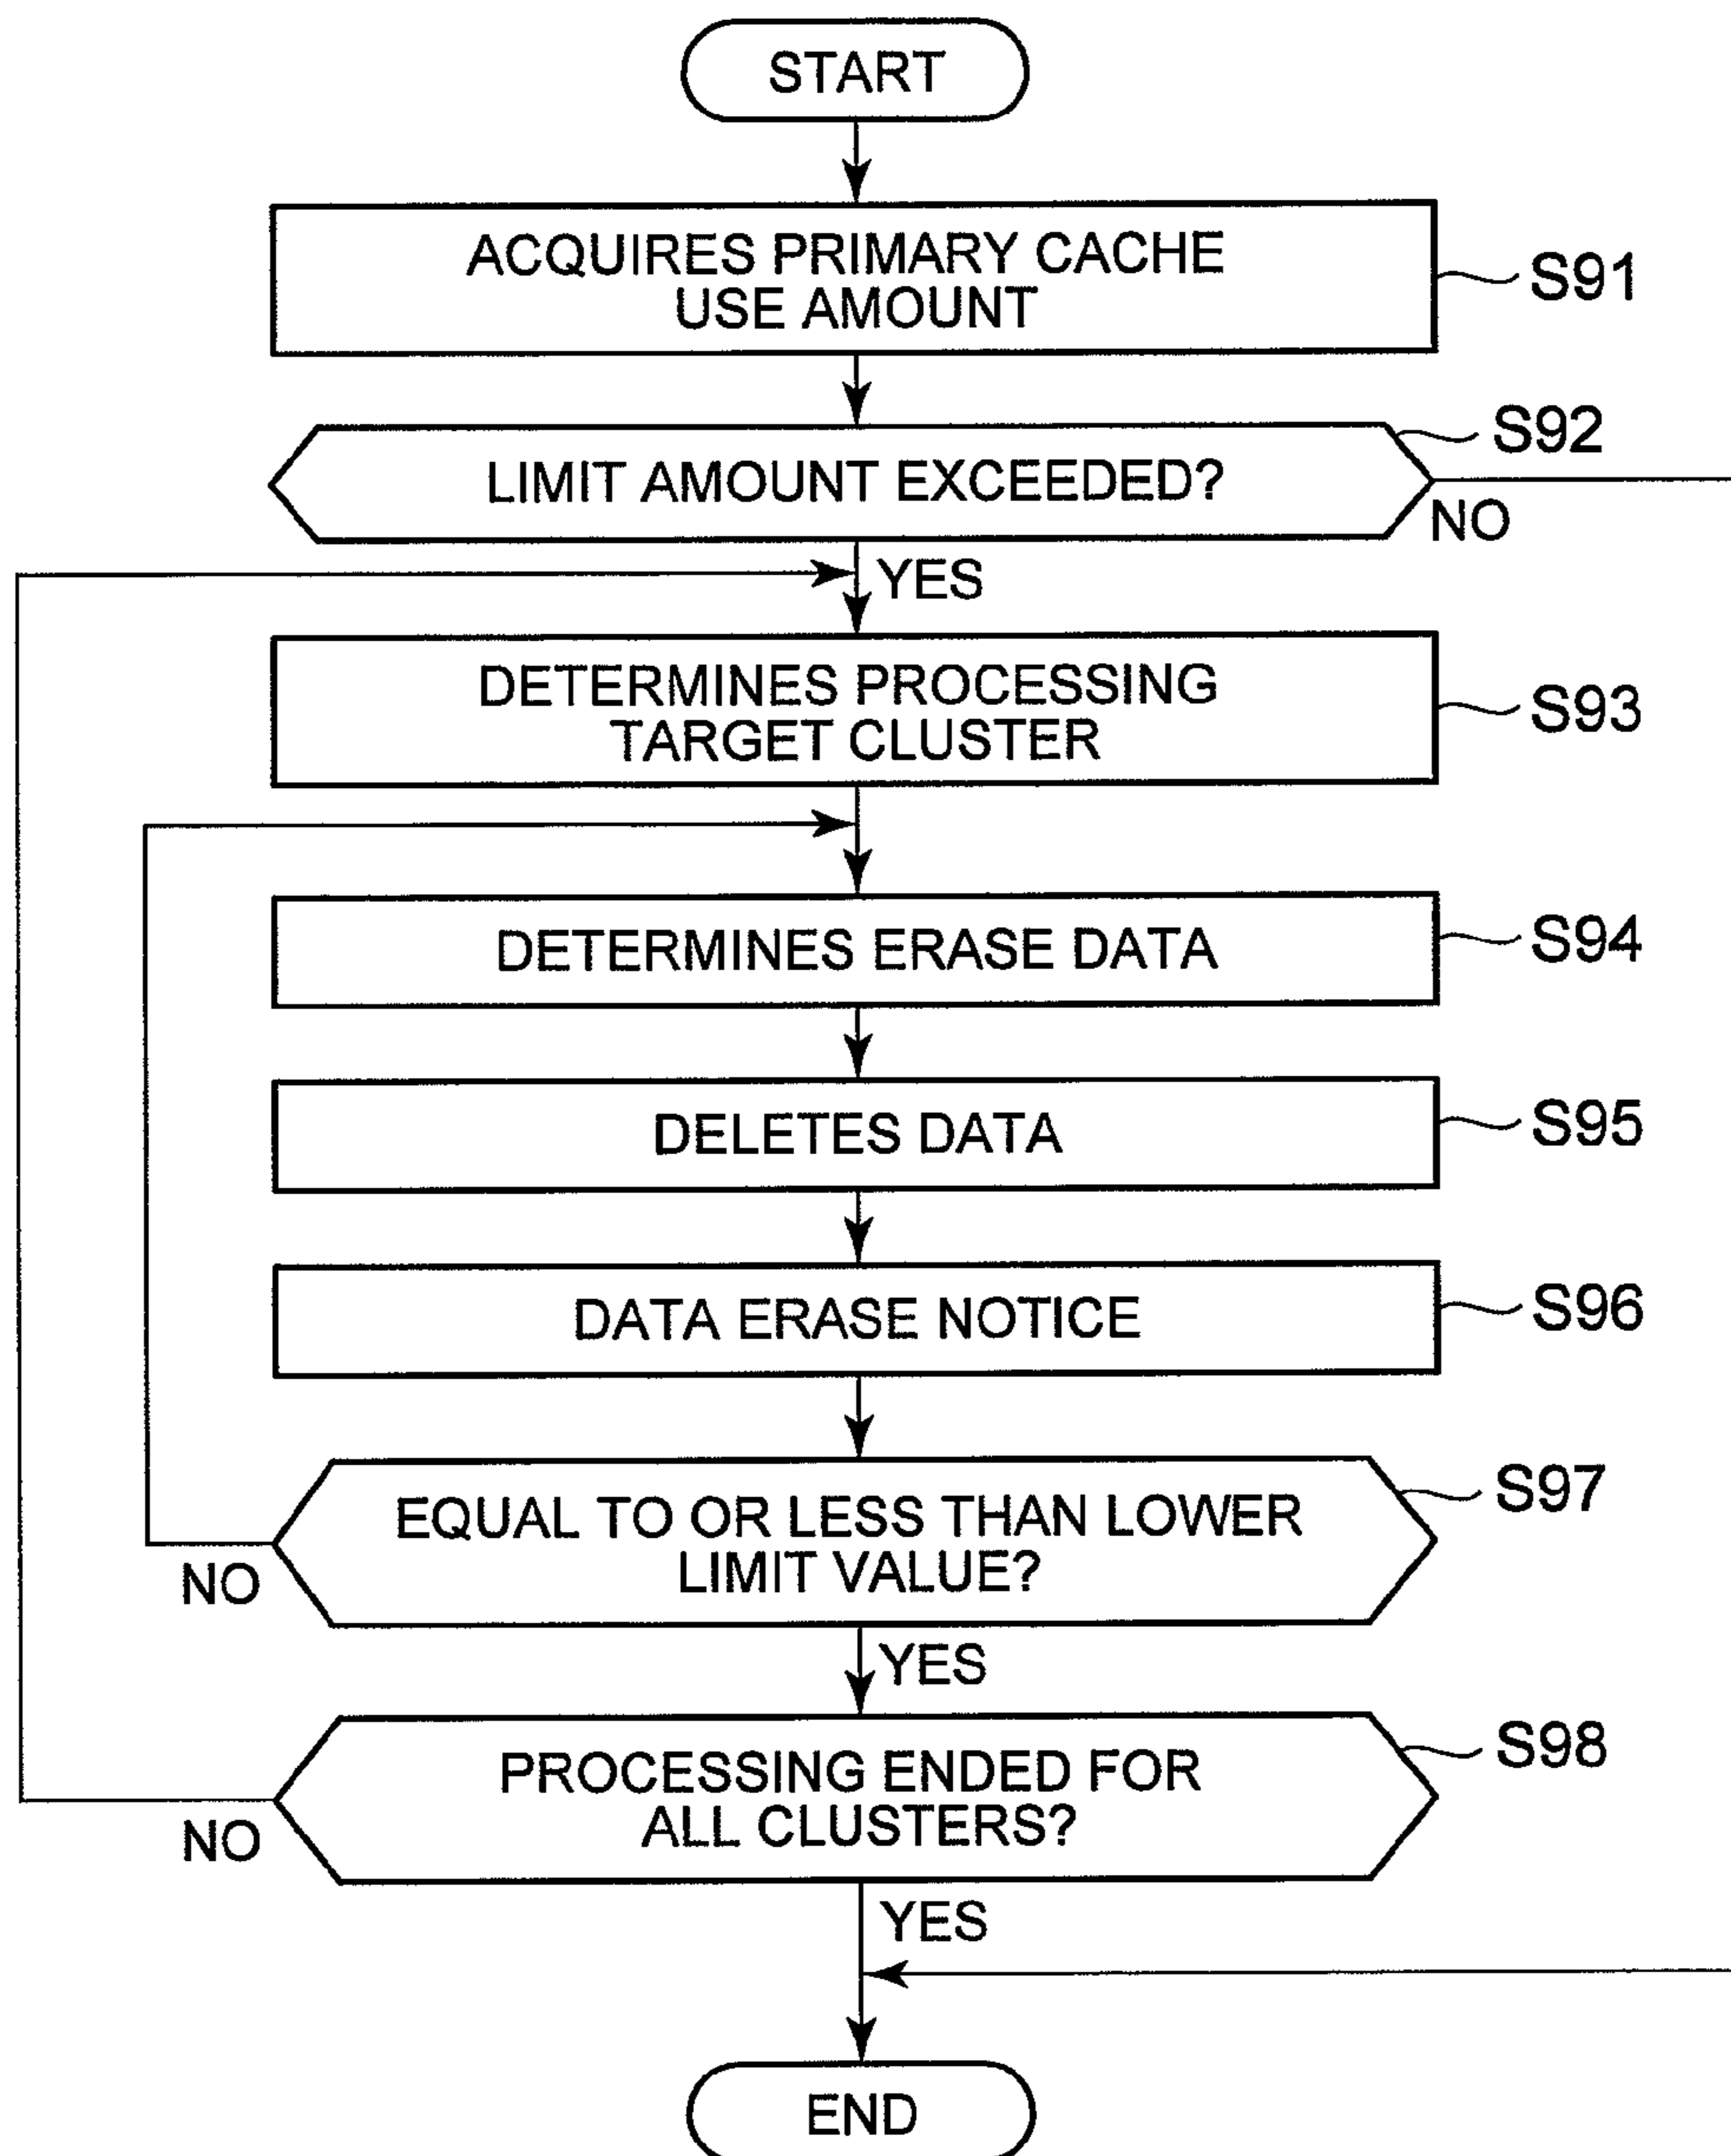 START
ACQUIRES PRIMARY CACHE
USE AMOUNT
S91
S92
LIMIT AMOUNT EXCEEDED?
NO
YES
DETERMINES PROCESSING
TARGET CLUSTER
S93
DETERMINES ERASE DATA
S94
DELETES DATA
S95
DATA ERASE NOTICE
S96
S97
EQUAL TO OR LESS THAN LOWER
LIMIT VALUE?
NO
YES
S98
PROCESSING ENDED FOR
ALL CLUSTERS?
NO
YES
END